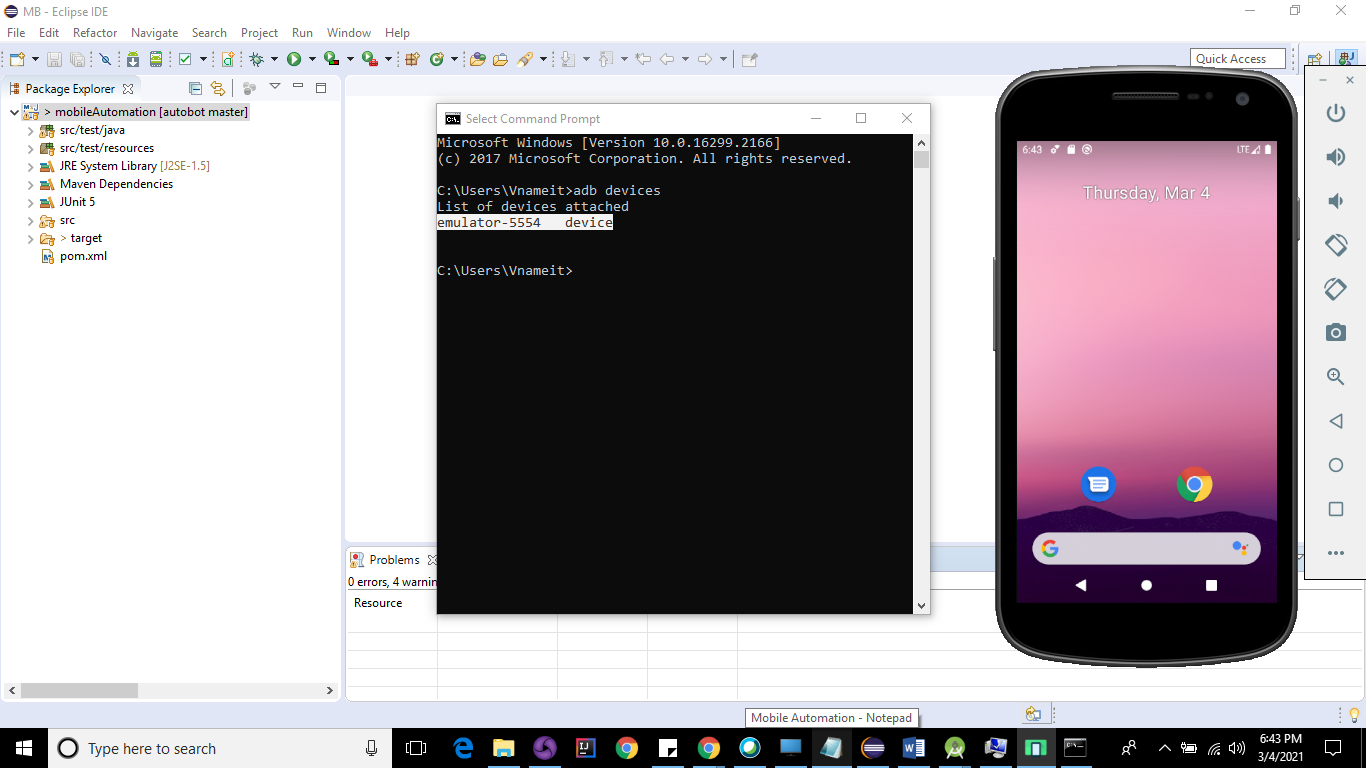 MB - Eclipse IDE
File Edit Refactor Navigate Search Project Run Window Help
Quick Access
Package Explorer
> mobileAutomation [autobot master]
src/test/java
src/test/resources
JRE System Library [J2SE-1.5]
Maven Dependencies
JUnit 5
src
> target
pom.xml
Select Command Prompt
Microsoft Windows [Version 10.0.16299.2166]
(c) 2017 Microsoft Corporation. All rights reserved.
C:\Users\Vnameit>adb devices
List of devices attached
emulator-5554 device
C:\Users\Vnameit>
6:43 LTE
Thursday, Mar 4
Problems
0 errors, 4 warnin
Resource
Mobile Automation - Notepad
Type here to search
6:43 PM
3/4/2021